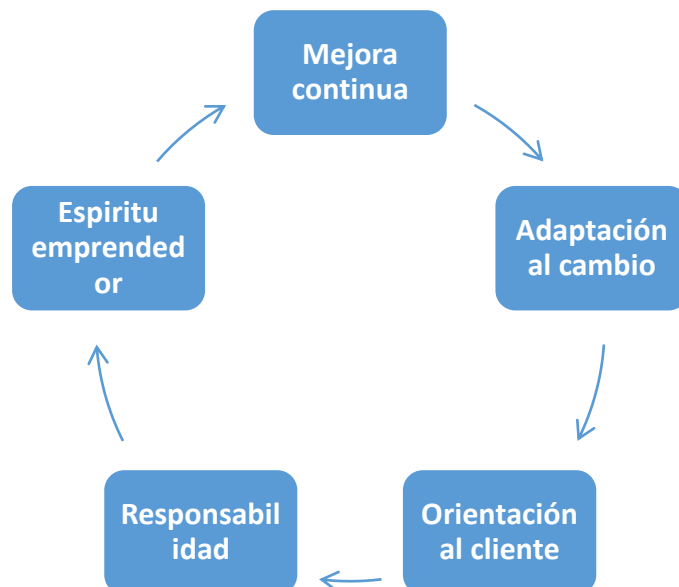 Mejora
continua
Adaptación
al cambio
Orientación
al cliente
Responsabil
idad
Espiritu
emprended
or